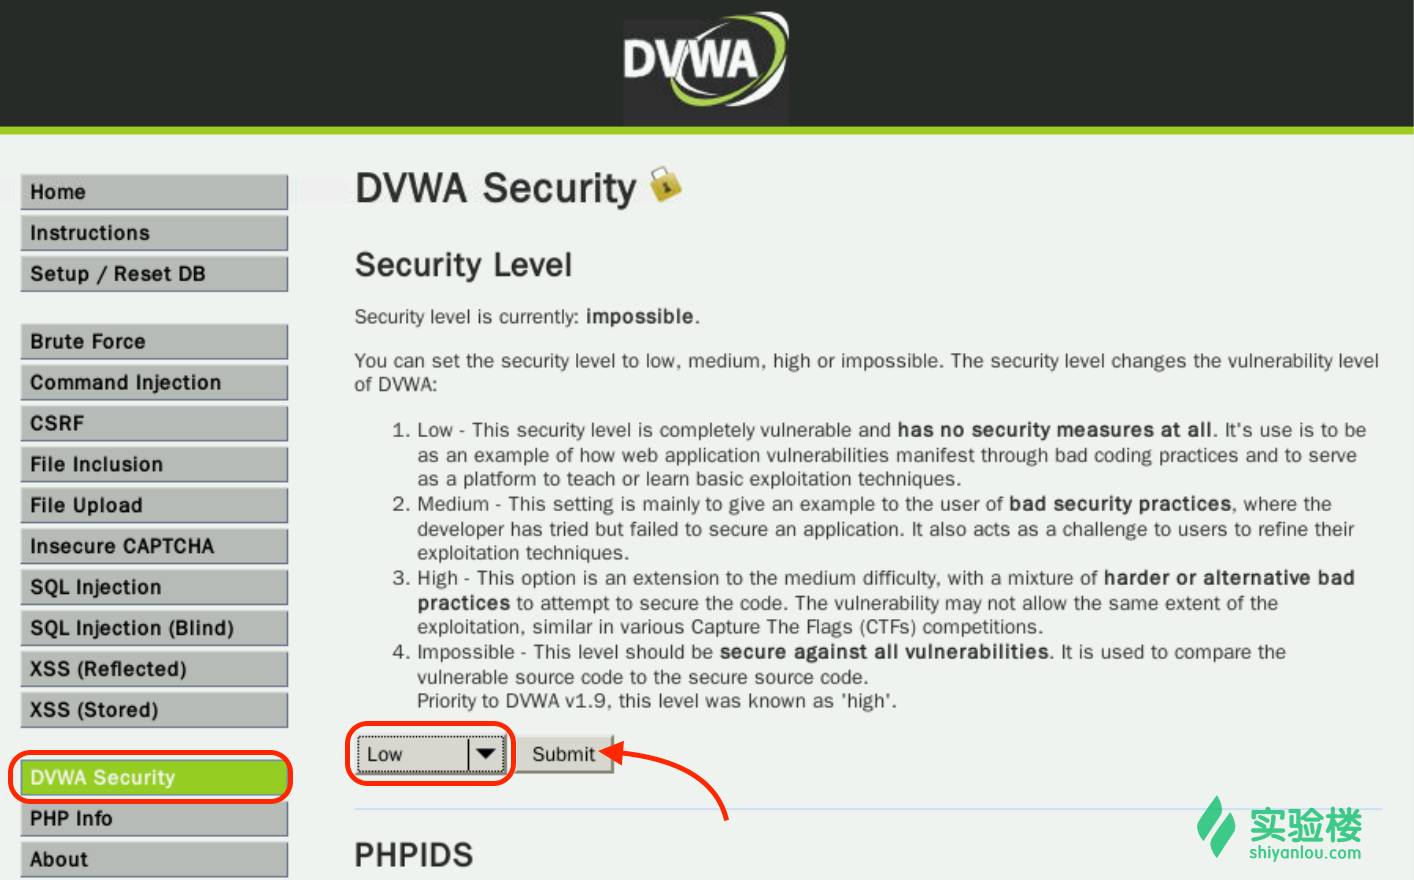 DVWA
Home
Instructions
Setup / Reset DB
Brute Force
Command Injection
CSRF
File Inclusion
File Upload
Insecure CAPTCHA
SQL Injection
SQL Injection (Blind)
XSS (Reflected)
XSS (Stored)
DVWA Security
PHP Info
About
DVWA Security
Security Level
Security level is currently: impossible.
You can set the security level to low, medium, high or impossible. The security level changes the vulnerability level
of DVWA:
1. Low - This security level is completely vulnerable and has no security measures at all. It's use is to be
as an example of how web application vulnerabilities manifest through bad coding practices and to serve
as a platform to teach or learn basic exploitation techniques.
2. Medium - This setting is mainly to give an example to the user of bad security practices, where the
developer has tried but failed to secure an application. It also acts as a challenge to users to refine their
exploitation techniques.
3. High - This option is an extension to the medium difficulty, with a mixture of harder or alternative bad
practices to attempt to secure the code. The vulnerability may not allow the same extent of the
exploitation, similar in various Capture The Flags (CTFs) competitions.
4. Impossible - This level should be secure against all vulnerabilities. It is used to compare the
vulnerable source code to the secure source code.
Priority to DVWA v1.9, this level was known as 'high'.
Low Submit
PHPIDS
实验楼
shiyanlou.com